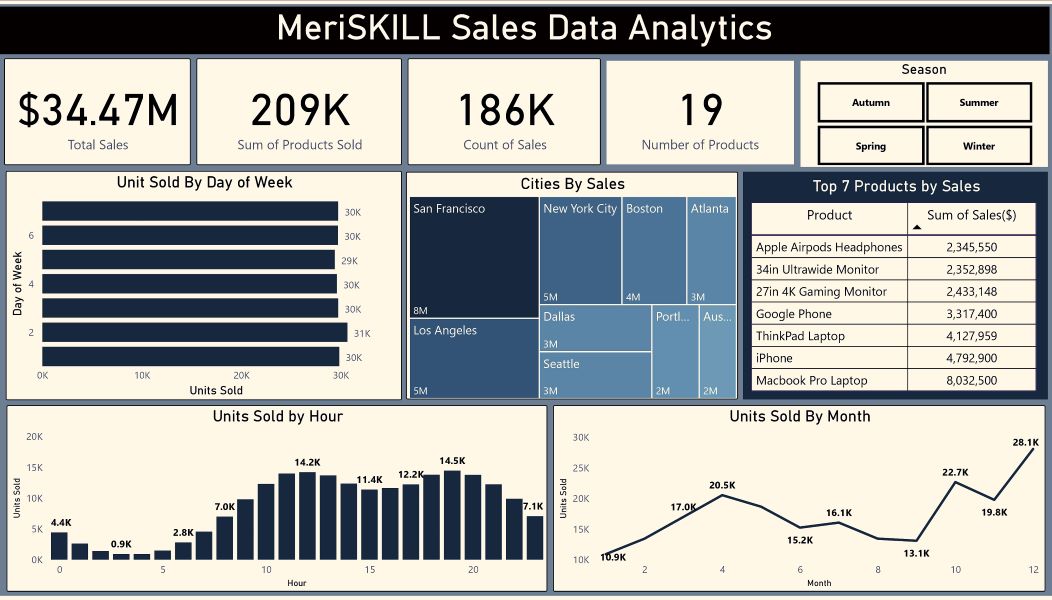 MeriSKILL Sales Data Analytics
$34.47M
Total Sales
209K
Sum of Products Sold
186K
Count of Sales
19
Number of Products
Season
Autumn
Summer
Spring
Winter
Unit Sold By Day of Week
Day of Week
30K
6
30K
29K
4
30K
30K
2
31K
30K
0K
10K
20K
30K
Units Sold
Cities By Sales
San Francisco
8M
Los Angeles
5M
New York City
5M
Boston
4M
Atlanta
3M
Dallas
3M
Seattle
3M
Portl...
2M
Aus...
2M
Top 7 Products by Sales
Product Sum of Sales($)
Apple Airpods Headphones 2,345,550
34in Ultrawide Monitor 2,352,898
27in 4K Gaming Monitor 2,433,148
Google Phone 3,317,400
ThinkPad Laptop 4,127,959
iPhone 4,792,900
Macbook Pro Laptop 8,032,500
Units Sold by Hour
Units Sold
20K
15K
10K
5K
0K
4.4K
0.9K
2.8K
7.0K
14.2K
11.4K
12.2K
14.5K
7.1K
0
5
10
15
20
Hour
Units Sold By Month
Units Sold
30K
25K
20K
15K
10K
10.9K
17.0K
20.5K
15.2K
16.1K
13.1K
22.7K
19.8K
28.1K
2
4
6
8
10
12
Month